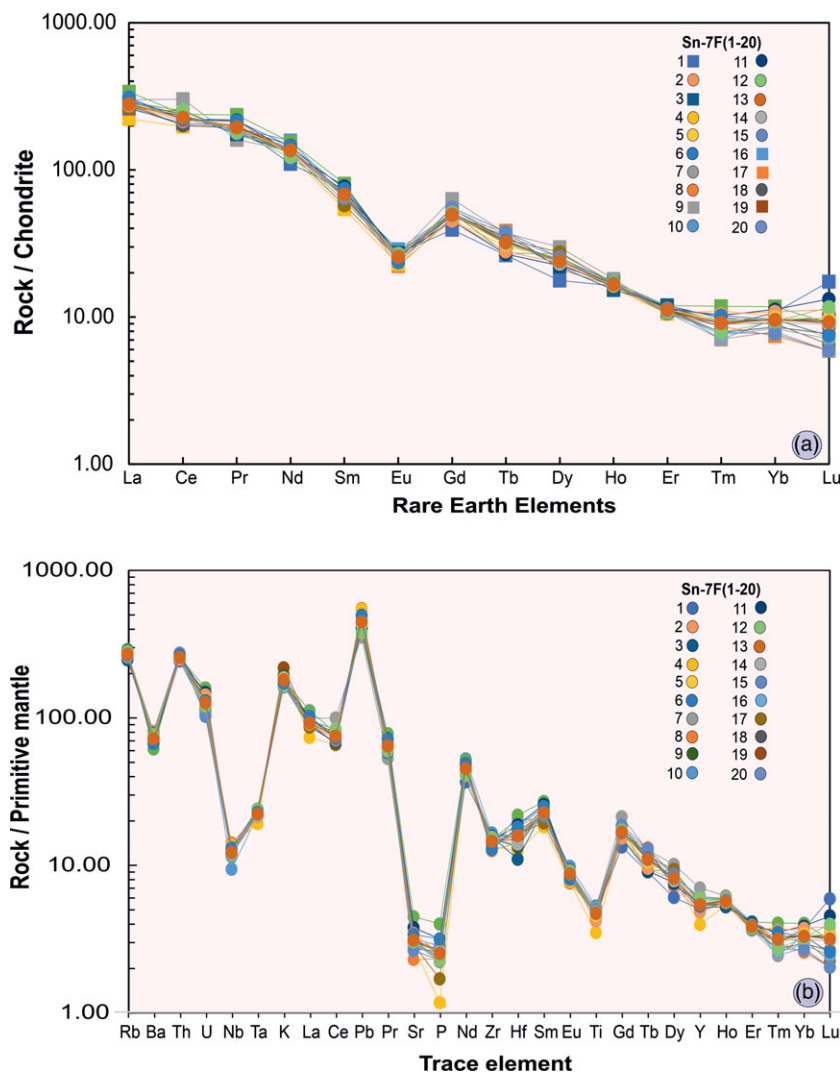 1000.00
100.00
10.00
1.00
Rock / Chondrite
Sn-7F(1-20)
1 11
2 12
3 13
4 14
5 15
6 16
7 17
8 18
9 19
10 20
(a)
La Ce Pr Nd Sm Eu Gd Tb Dy Ho Er Tm Yb Lu
Rare Earth Elements
1000.00
100.00
10.00
1.00
Rock / Primitive mantle
Sn-7F(1-20)
1 11
2 12
3 13
4 14
5 15
6 16
7 17
8 18
9 19
10 20
(b)
Rb Ba Th U Nb Ta K La Ce Pb Pr Sr P Nd Zr Hf Sm Eu Ti Gd Tb Dy Y Ho Er Tm Yb Lu
Trace element